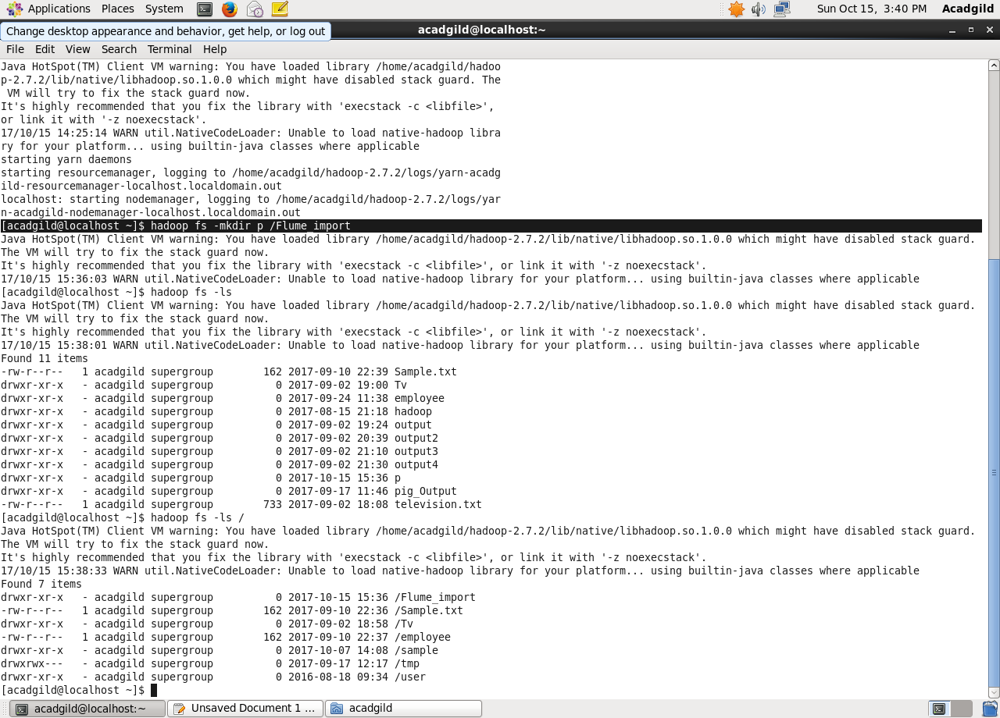 Applications Places System Sun Oct 15, 3:40 PM Acadgild
Change desktop appearance and behavior, get help, or log out
acadgild@localhost:~
File Edit View Search Terminal Help
Java HotSpot(TM) Client VM warning: You have loaded library /home/acadgild/hadoo
p-2.7.2/lib/native/libhadoop.so.1.0.0 which might have disabled stack guard. The
 VM will try to fix the stack guard now.
It's highly recommended that you fix the library with 'execstack -c <libfile>',
or link it with '-z noexecstack'.
17/10/15 14:25:14 WARN util.NativeCodeLoader: Unable to load native-hadoop libra
ry for your platform... using builtin-java classes where applicable
starting yarn daemons
starting resourcemanager, logging to /home/acadgild/hadoop-2.7.2/logs/yarn-acadg
ild-resourcemanager-localhost.localdomain.out
localhost: starting nodemanager, logging to /home/acadgild/hadoop-2.7.2/logs/yar
n-acadgild-nodemanager-localhost.localdomain.out
[acadgild@localhost ~]$ hadoop fs -mkdir p /Flume_import
Java HotSpot(TM) Client VM warning: You have loaded library /home/acadgild/hadoop-2.7.2/lib/native/libhadoop.so.1.0.0 which might have disabled stack guard.
The VM will try to fix the stack guard now.
It's highly recommended that you fix the library with 'execstack -c <libfile>', or link it with '-z noexecstack'.
17/10/15 15:36:03 WARN util.NativeCodeLoader: Unable to load native-hadoop library for your platform... using builtin-java classes where applicable
[acadgild@localhost ~]$ hadoop fs -ls
Java HotSpot(TM) Client VM warning: You have loaded library /home/acadgild/hadoop-2.7.2/lib/native/libhadoop.so.1.0.0 which might have disabled stack guard.
The VM will try to fix the stack guard now.
It's highly recommended that you fix the library with 'execstack -c <libfile>', or link it with '-z noexecstack'.
17/10/15 15:38:01 WARN util.NativeCodeLoader: Unable to load native-hadoop library for your platform... using builtin-java classes where applicable
Found 11 items
-rw-r--r--   1 acadgild supergroup        162 2017-09-10 22:39 Sample.txt
drwxr-xr-x   - acadgild supergroup          0 2017-09-02 19:00 Tv
drwxr-xr-x   - acadgild supergroup          0 2017-09-24 11:38 employee
drwxr-xr-x   - acadgild supergroup          0 2017-08-15 21:18 hadoop
drwxr-xr-x   - acadgild supergroup          0 2017-09-02 19:24 output
drwxr-xr-x   - acadgild supergroup          0 2017-09-02 20:39 output2
drwxr-xr-x   - acadgild supergroup          0 2017-09-02 21:10 output3
drwxr-xr-x   - acadgild supergroup          0 2017-09-02 21:30 output4
drwxr-xr-x   - acadgild supergroup          0 2017-10-15 15:36 p
drwxr-xr-x   - acadgild supergroup          0 2017-09-17 11:46 pig_Output
-rw-r--r--   1 acadgild supergroup        733 2017-09-02 18:08 television.txt
[acadgild@localhost ~]$ hadoop fs -ls /
Java HotSpot(TM) Client VM warning: You have loaded library /home/acadgild/hadoop-2.7.2/lib/native/libhadoop.so.1.0.0 which might have disabled stack guard.
The VM will try to fix the stack guard now.
It's highly recommended that you fix the library with 'execstack -c <libfile>', or link it with '-z noexecstack'.
17/10/15 15:38:33 WARN util.NativeCodeLoader: Unable to load native-hadoop library for your platform... using builtin-java classes where applicable
Found 7 items
drwxr-xr-x   - acadgild supergroup          0 2017-10-15 15:36 /Flume_import
-rw-r--r--   1 acadgild supergroup        162 2017-09-10 22:36 /Sample.txt
drwxr-xr-x   - acadgild supergroup          0 2017-09-02 18:58 /Tv
-rw-r--r--   1 acadgild supergroup        162 2017-09-10 22:37 /employee
drwxr-xr-x   - acadgild supergroup          0 2017-10-07 14:08 /sample
drwxrwx---   - acadgild supergroup          0 2017-09-17 12:17 /tmp
drwxr-xr-x   - acadgild supergroup          0 2016-08-18 09:34 /user
[acadgild@localhost ~]$
acadgild@localhost:~ Unsaved Document 1 ... acadgild